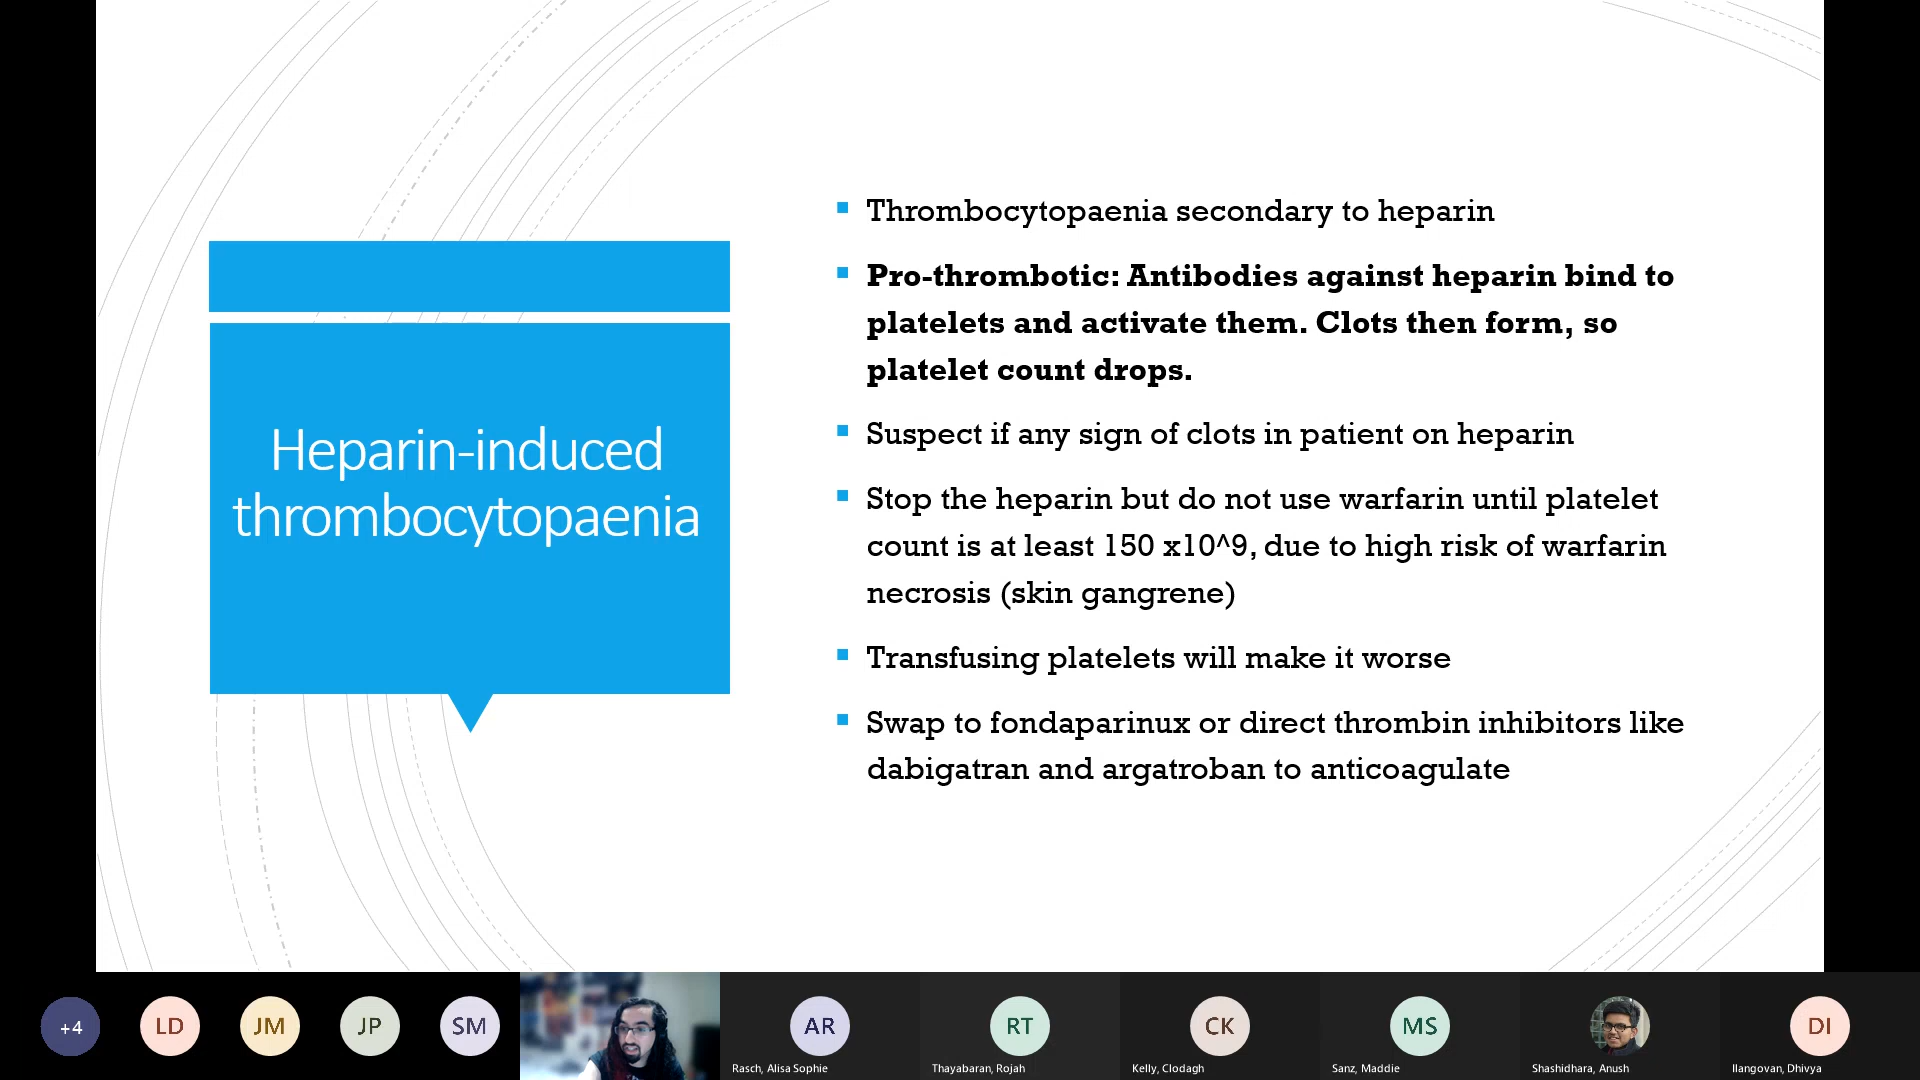 Heparin-induced
thrombocytopaenia
Thrombocytopaenia secondary to heparin
Pro-thrombotic: Antibodies against heparin bind to
platelets and activate them. Clots then form, so
platelet count drops.
Suspect if any sign of clots in patient on heparin
Stop the heparin but do not use warfarin until platelet
count is at least 150 x10^9, due to high risk of warfarin
necrosis (skin gangrene)
Transfusing platelets will make it worse
Swap to fondaparinux or direct thrombin inhibitors like
dabigatran and argatroban to anticoagulate
+4
LD
JM
JP
SM
AR
RT
CK
MS
DI
Rasch, Alisa Sophie
Thayabaran, Rojah
Kelly, Clodagh
Sanz, Maddie
Shashidhara, Anush
Ilangovan, Dhivya